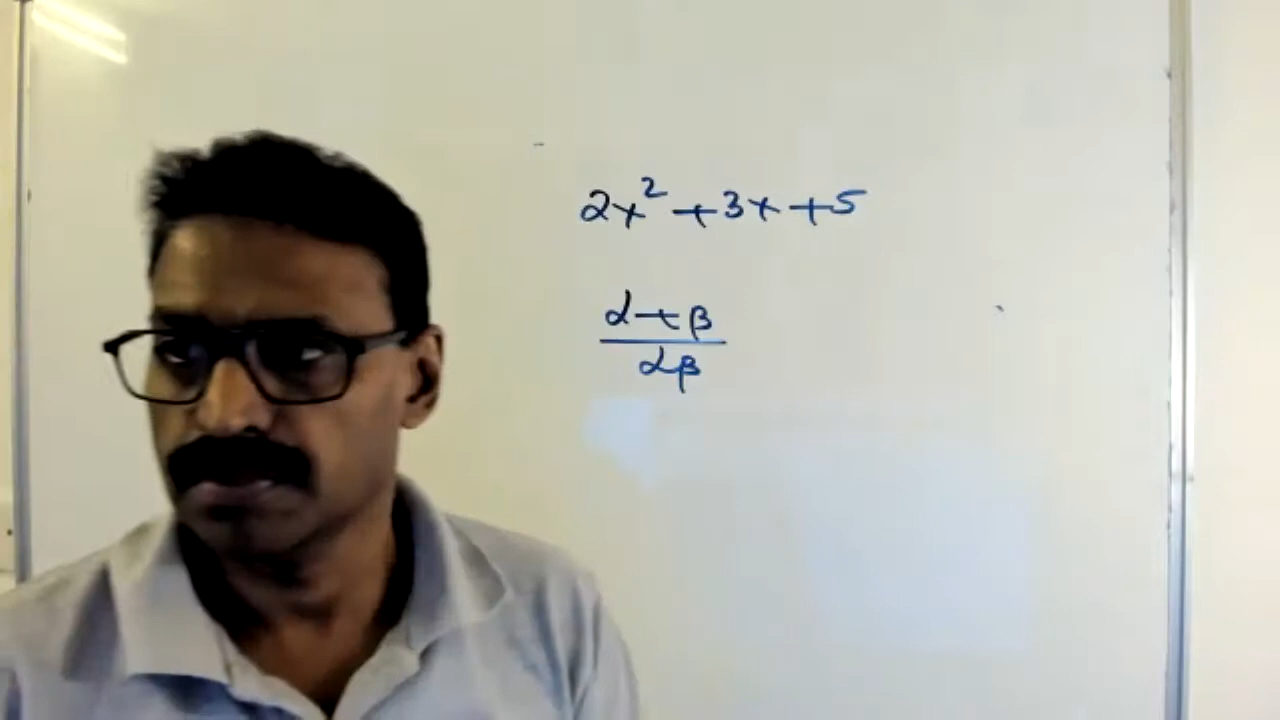 2x² + 3x + 5
α + β
αβ